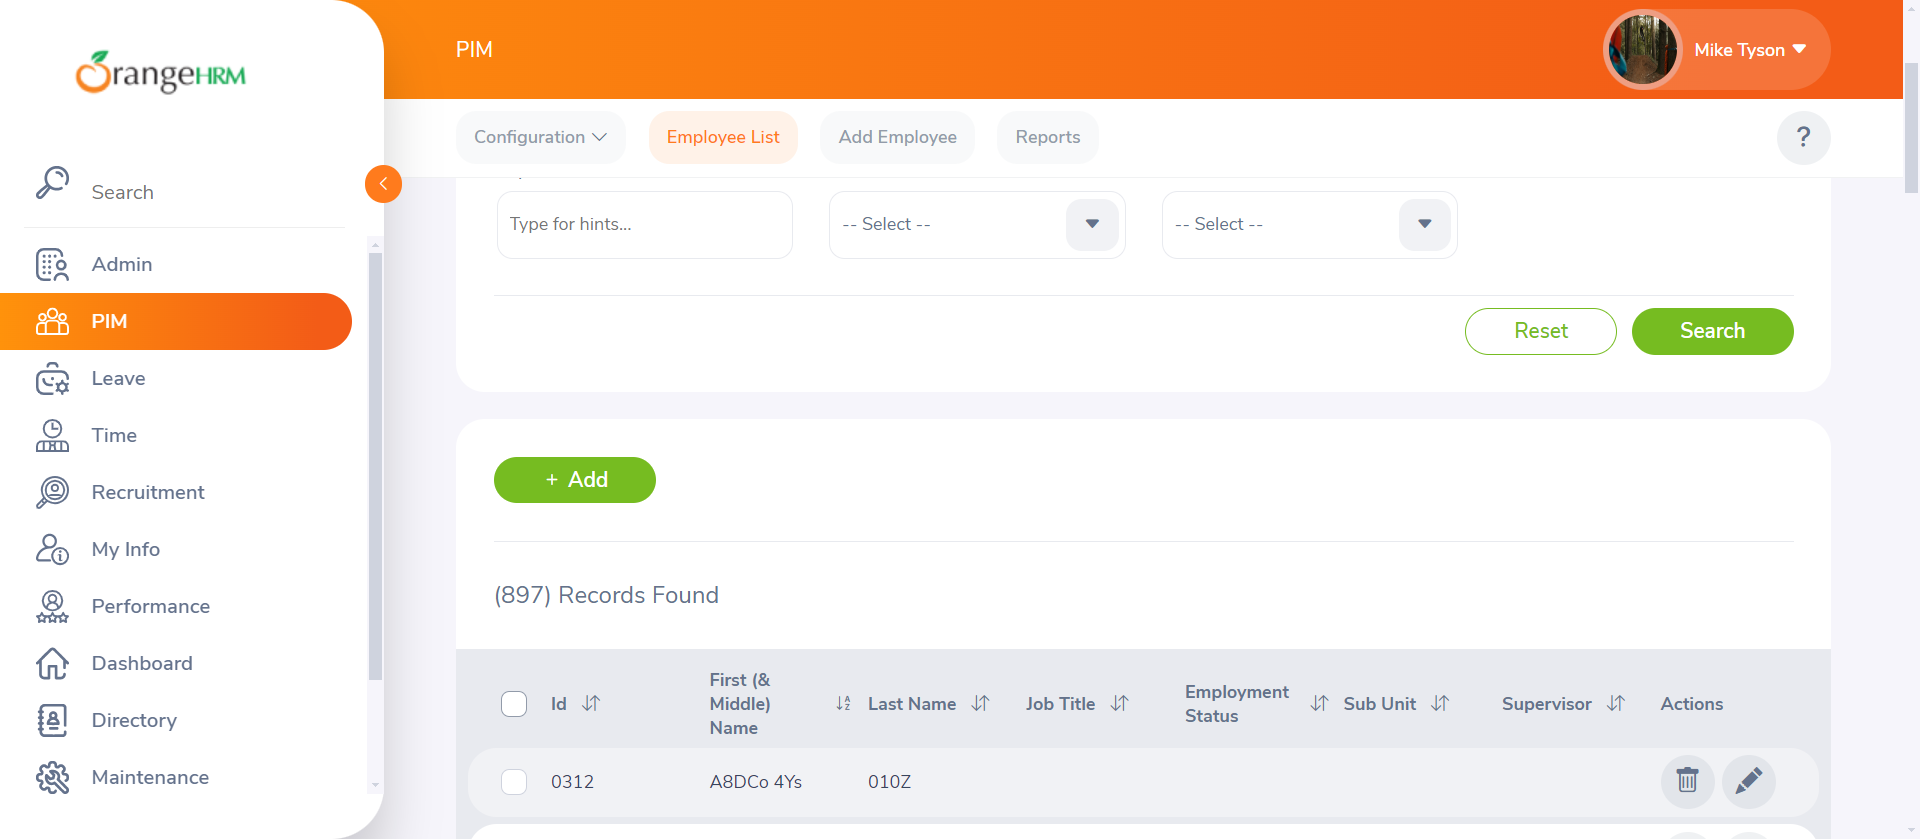 OrangeHRM
PIM
Mike Tyson
Search
Configuration
Employee List
Add Employee
Reports
?
Type for hints...
-- Select --
-- Select --
Reset
Search
Admin
PIM
Leave
Time
Recruitment
My Info
Performance
Dashboard
Directory
Maintenance
+ Add
(897) Records Found
Id
First (&
Middle)
Name
Last Name
Job Title
Employment
Status
Sub Unit
Supervisor
Actions
0312
A8DCo 4Ys
010Z